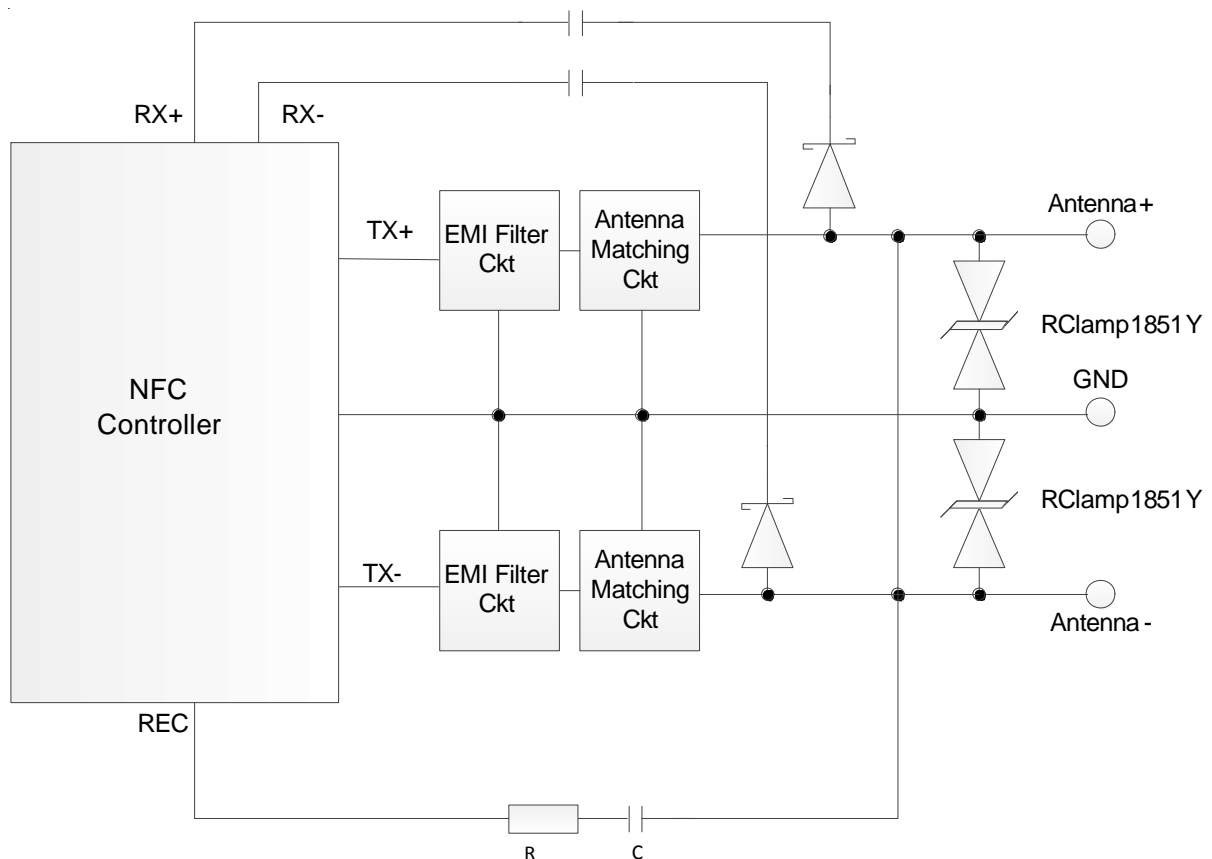 RX+
RX-
TX+
EMI Filter
Ckt
Antenna
Matching
Ckt
Antenna+
RClamp1851Y
NFC
Controller
GND
RClamp1851Y
TX-
EMI Filter
Ckt
Antenna
Matching
Ckt
Antenna-
REC
R
C